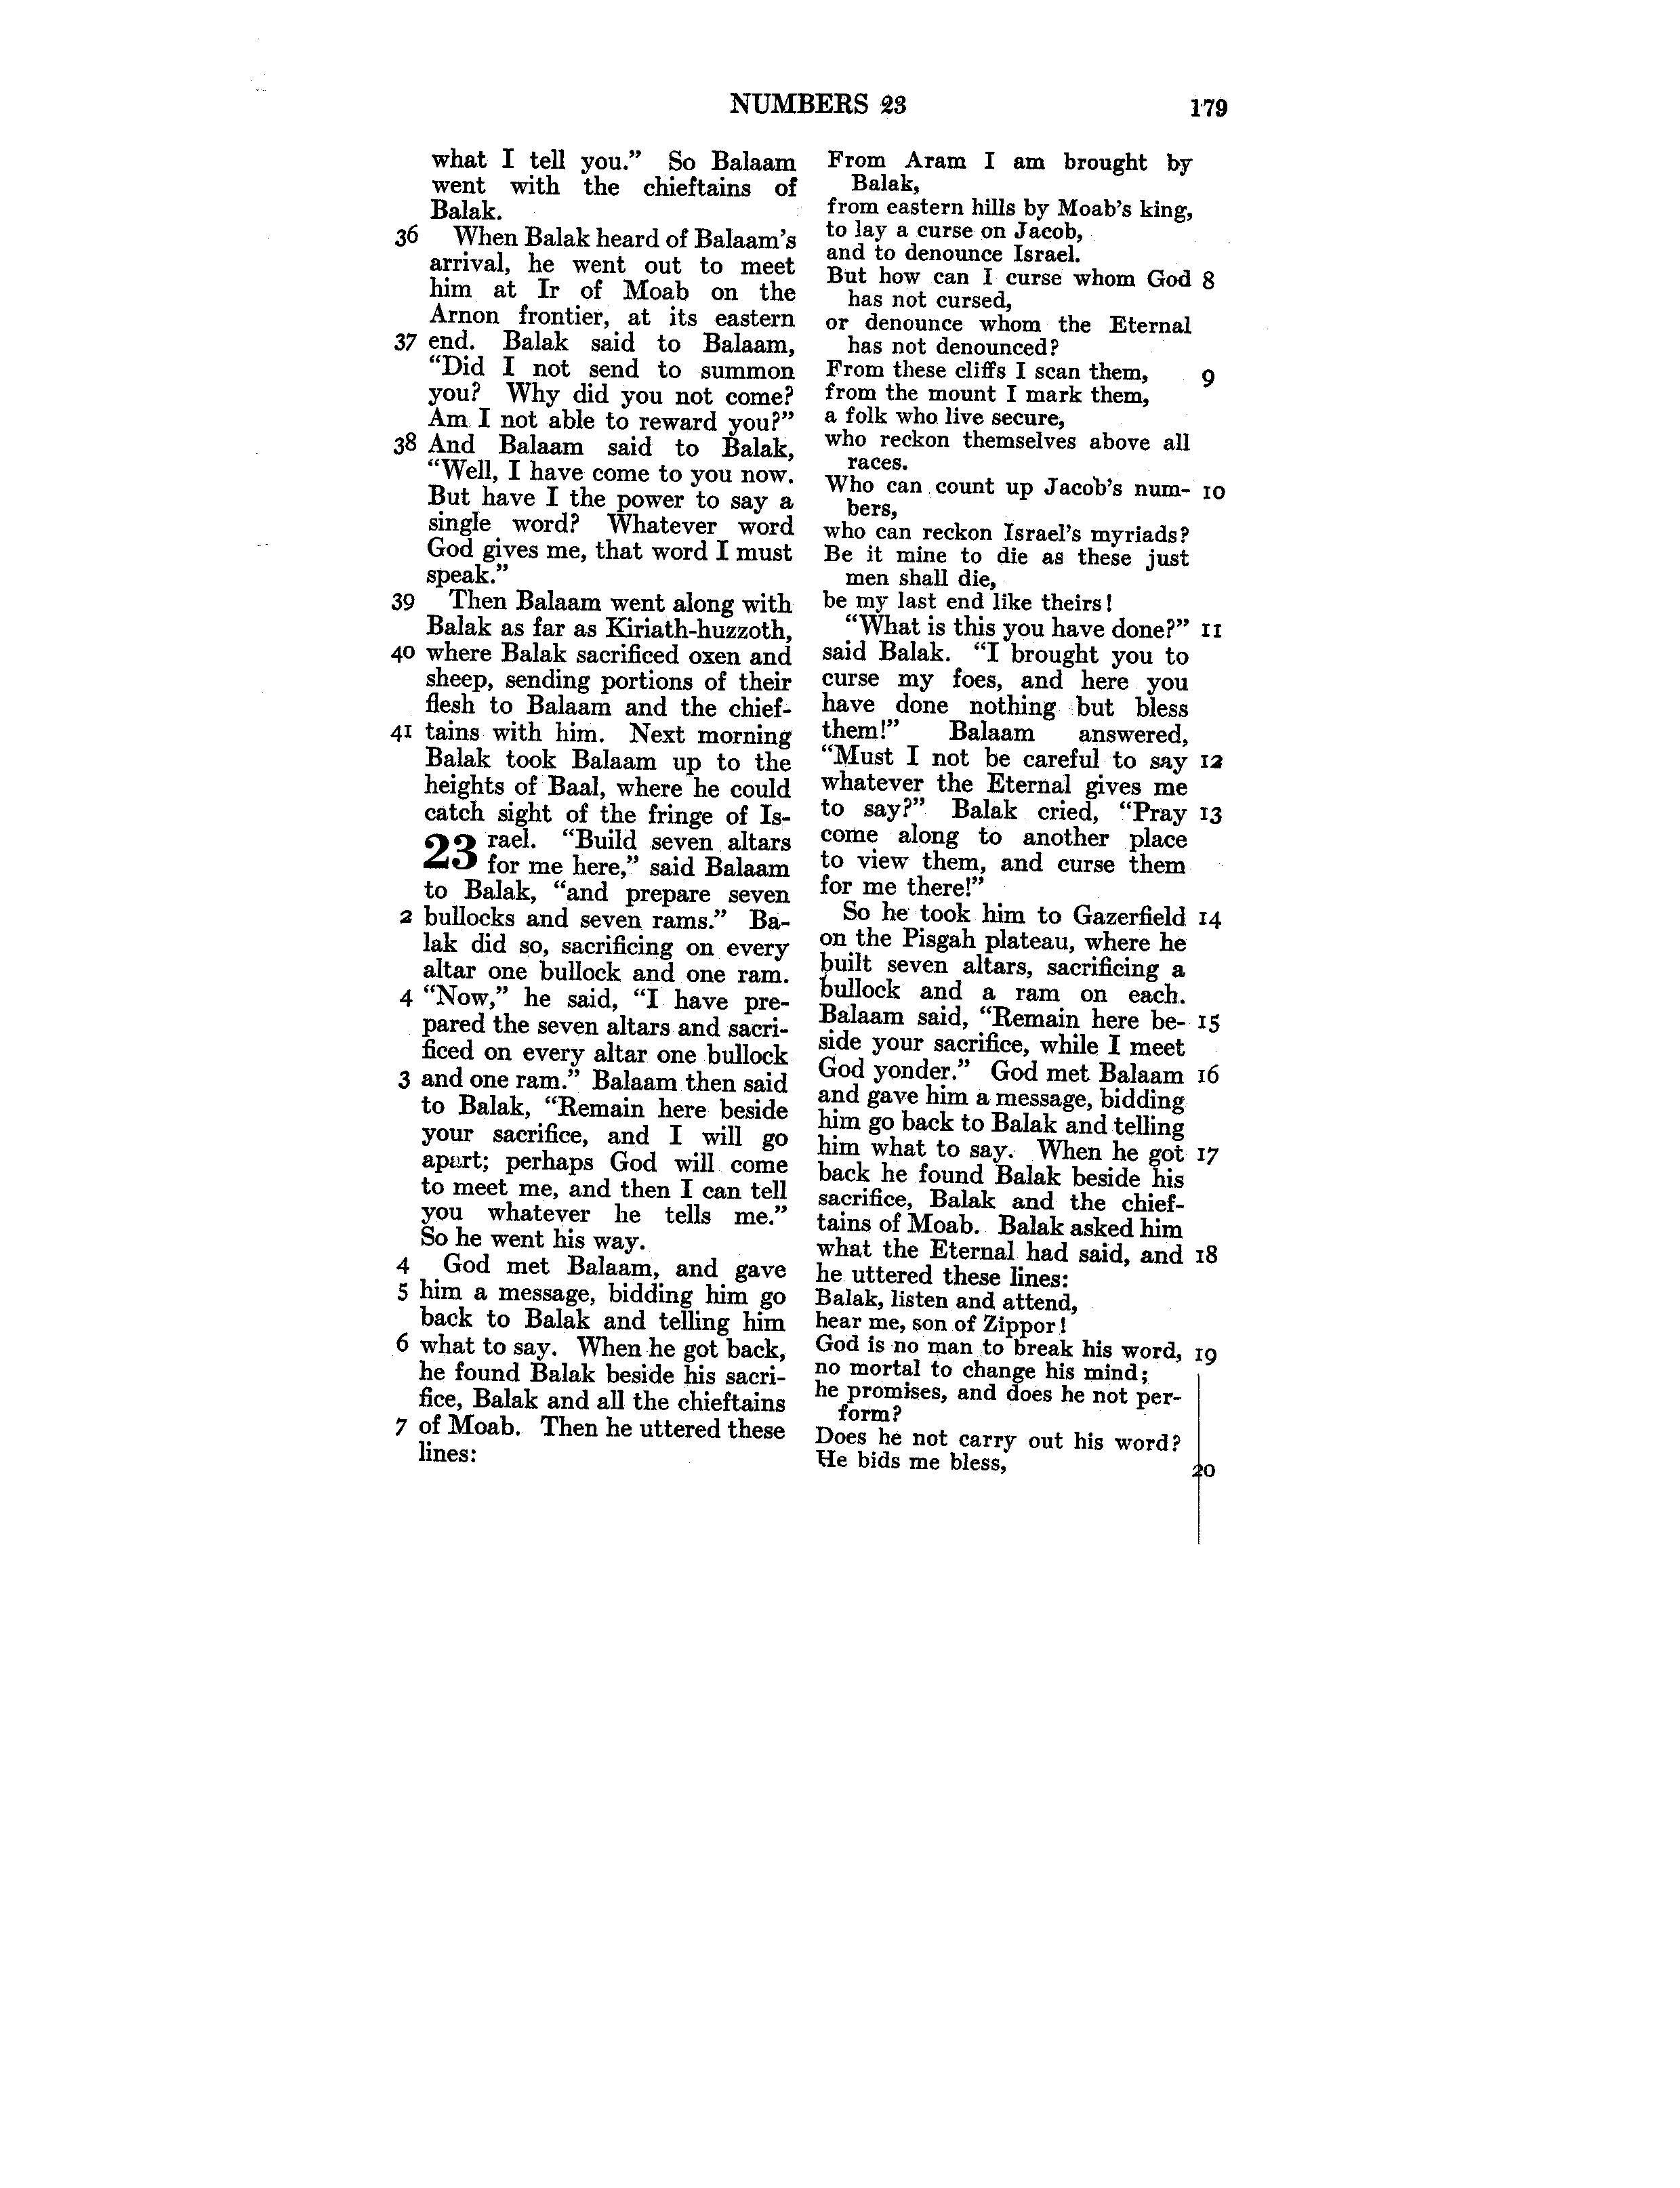 NUMBERS 23
179
what I tell you.” So Balaam
went with the chieftains of
Balak.
36 When Balak heard of Balaam’s
arrival, he went out to meet
him at Ir of Moab on the
Arnon frontier, at its eastern
37 end. Balak said to Balaam,
“Did I not send to summon
you? Why did you not come?
Am I not able to reward you?”
38 And Balaam said to Balak,
“Well, I have come to you now.
But have I the power to say a
single word? Whatever word
God gives me, that word I must
speak.”
39 Then Balaam went along with
Balak as far as Kiriath-huzzoth,
40 where Balak sacrificed oxen and
sheep, sending portions of their
flesh to Balaam and the chief-
41 tains with him. Next morning
Balak took Balaam up to the
heights of Baal, where he could
catch sight of the fringe of Is-
23 rael. “Build seven altars
for me here,” said Balaam
to Balak, “and prepare seven
2 bullocks and seven rams.” Ba-
lak did so, sacrificing on every
altar one bullock and one ram.
4 “Now,” he said, “I have pre-
pared the seven altars and sacri-
ficed on every altar one bullock
3 and one ram.” Balaam then said
to Balak, “Remain here beside
your sacrifice, and I will go
apart; perhaps God will come
to meet me, and then I can tell
you whatever he tells me.”
So he went his way.
4 God met Balaam, and gave
5 him a message, bidding him go
back to Balak and telling him
6 what to say. When he got back,
he found Balak beside his sacri-
fice, Balak and all the chieftains
7 of Moab. Then he uttered these
lines:
From Aram I am brought by
Balak,
from eastern hills by Moab’s king,
to lay a curse on Jacob,
and to denounce Israel.
But how can I curse whom God 8
has not cursed,
or denounce whom the Eternal
has not denounced?
From these cliffs I scan them, 9
from the mount I mark them,
a folk who live secure,
who reckon themselves above all
races.
Who can count up Jacob’s num- 10
bers,
who can reckon Israel’s myriads?
Be it mine to die as these just
men shall die,
be my last end like theirs!
“What is this you have done?” 11
said Balak. “I brought you to
curse my foes, and here you
have done nothing but bless
them!” Balaam answered,
“Must I not be careful to say 12
whatever the Eternal gives me
to say?” Balak cried, “Pray 13
come along to another place
to view them, and curse them
for me there!”
So he took him to Gazerfield 14
on the Pisgah plateau, where he
built seven altars, sacrificing a
bullock and a ram on each.
Balaam said, “Remain here be- 15
side your sacrifice, while I meet
God yonder.” God met Balaam 16
and gave him a message, bidding
him go back to Balak and telling
him what to say. When he got 17
back he found Balak beside his
sacrifice, Balak and the chief-
tains of Moab. Balak asked him
what the Eternal had said, and 18
he uttered these lines:
Balak, listen and attend,
hear me, son of Zippor!
God is no man to break his word, 19
no mortal to change his mind;
he promises, and does he not per-
form?
Does he not carry out his word?
He bids me bless, 20